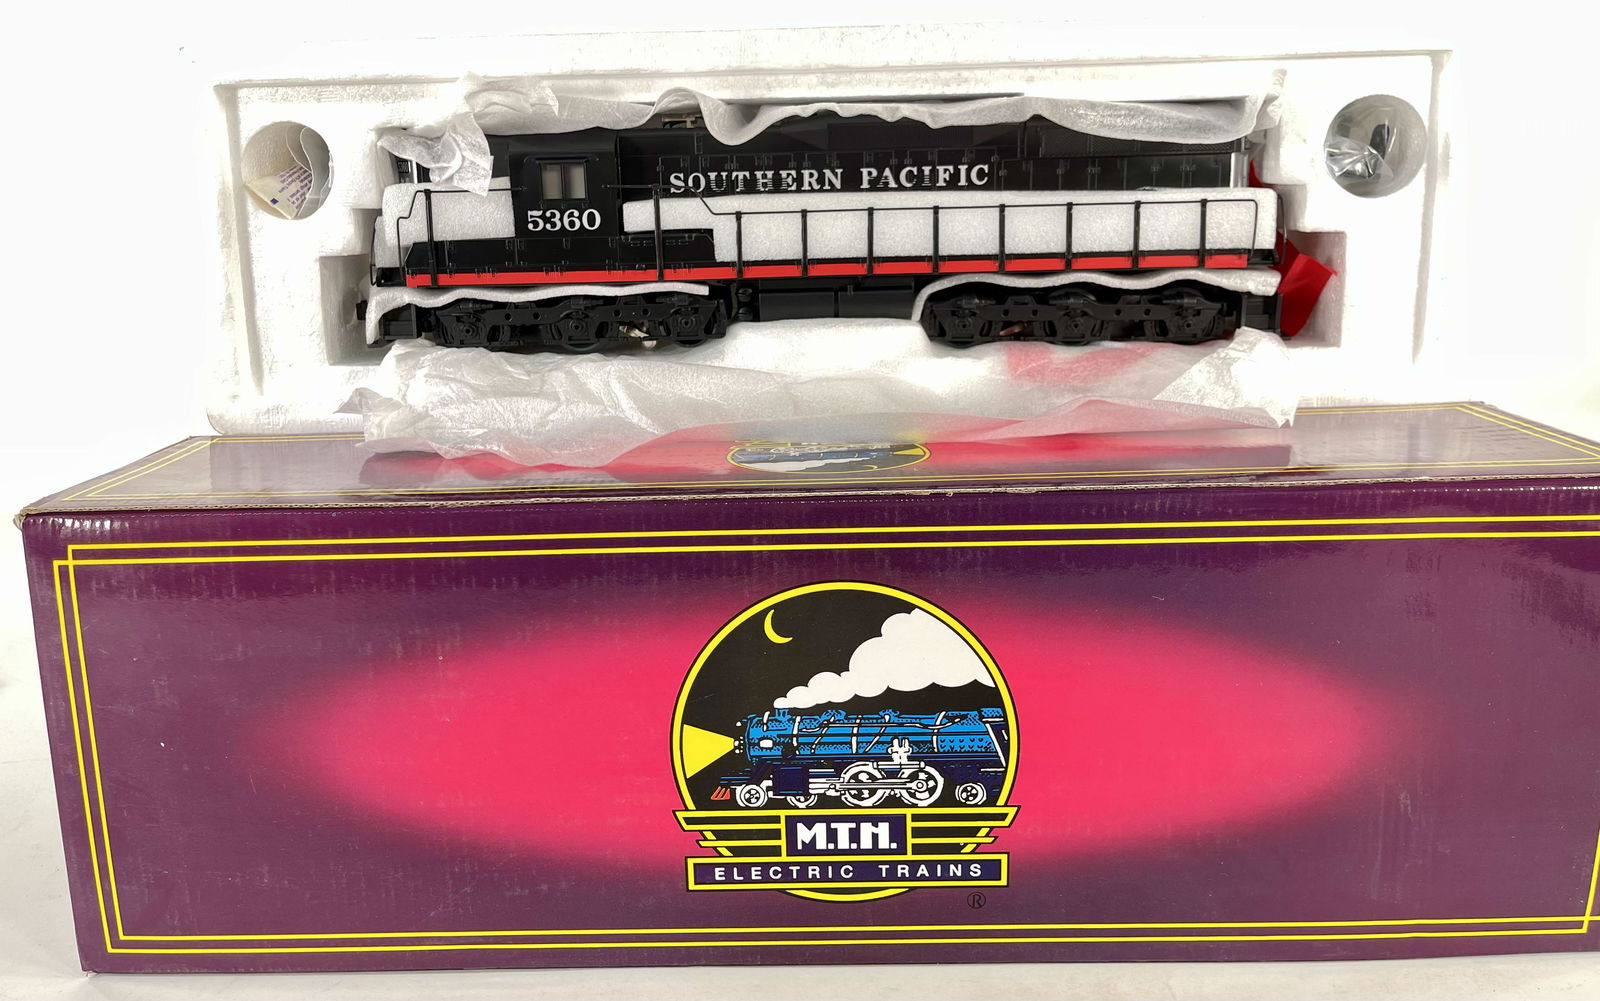 SOUTHERN PACIFIC
5360
M.T.H.
ELECTRIC TRAINS
®